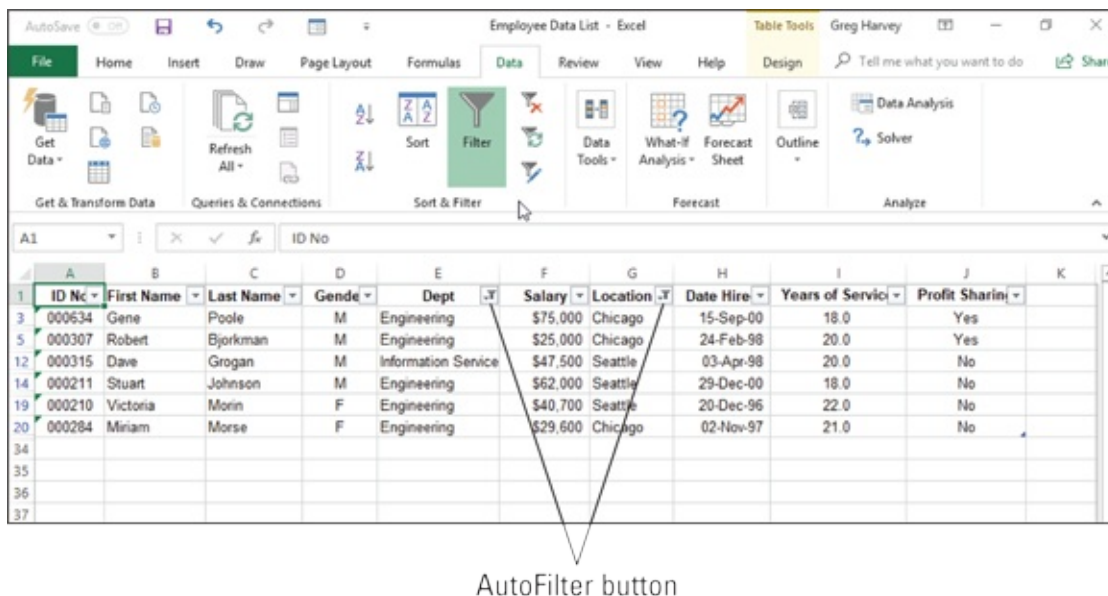 AutoSave Off Employee Data List - Excel Table Tools Greg Harvey
File Home Insert Draw Page Layout Formulas Data Review View Help Design Tell me what you want to do Shar
Get Data Refresh All Sort Filter Data Tools What-If Analysis Forecast Sheet Outline Data Analysis Solver
Get & Transform Data Queries & Connections Sort & Filter Forecast Analyze
A1 fx ID No
A B C D E F G H I J K
1 ID Nc First Name Last Name Gende Dept Salary Location Date Hire Years of Servic Profit Sharin
3 000634 Gene Poole M Engineering $75,000 Chicago 15-Sep-00 18.0 Yes
5 000307 Robert Bjorkman M Engineering $25,000 Chicago 24-Feb-98 20.0 Yes
12 000315 Dave Grogan M Information Service $47,500 Seattle 03-Apr-98 20.0 No
14 000211 Stuart Johnson M Engineering $62,000 Seattle 29-Dec-00 18.0 No
19 000210 Victoria Morin F Engineering $40,700 Seattle 20-Dec-96 22.0 No
20 000284 Miriam Morse F Engineering $29,600 Chicago 02-Nov-97 21.0 No
34
35
36
37
AutoFilter button